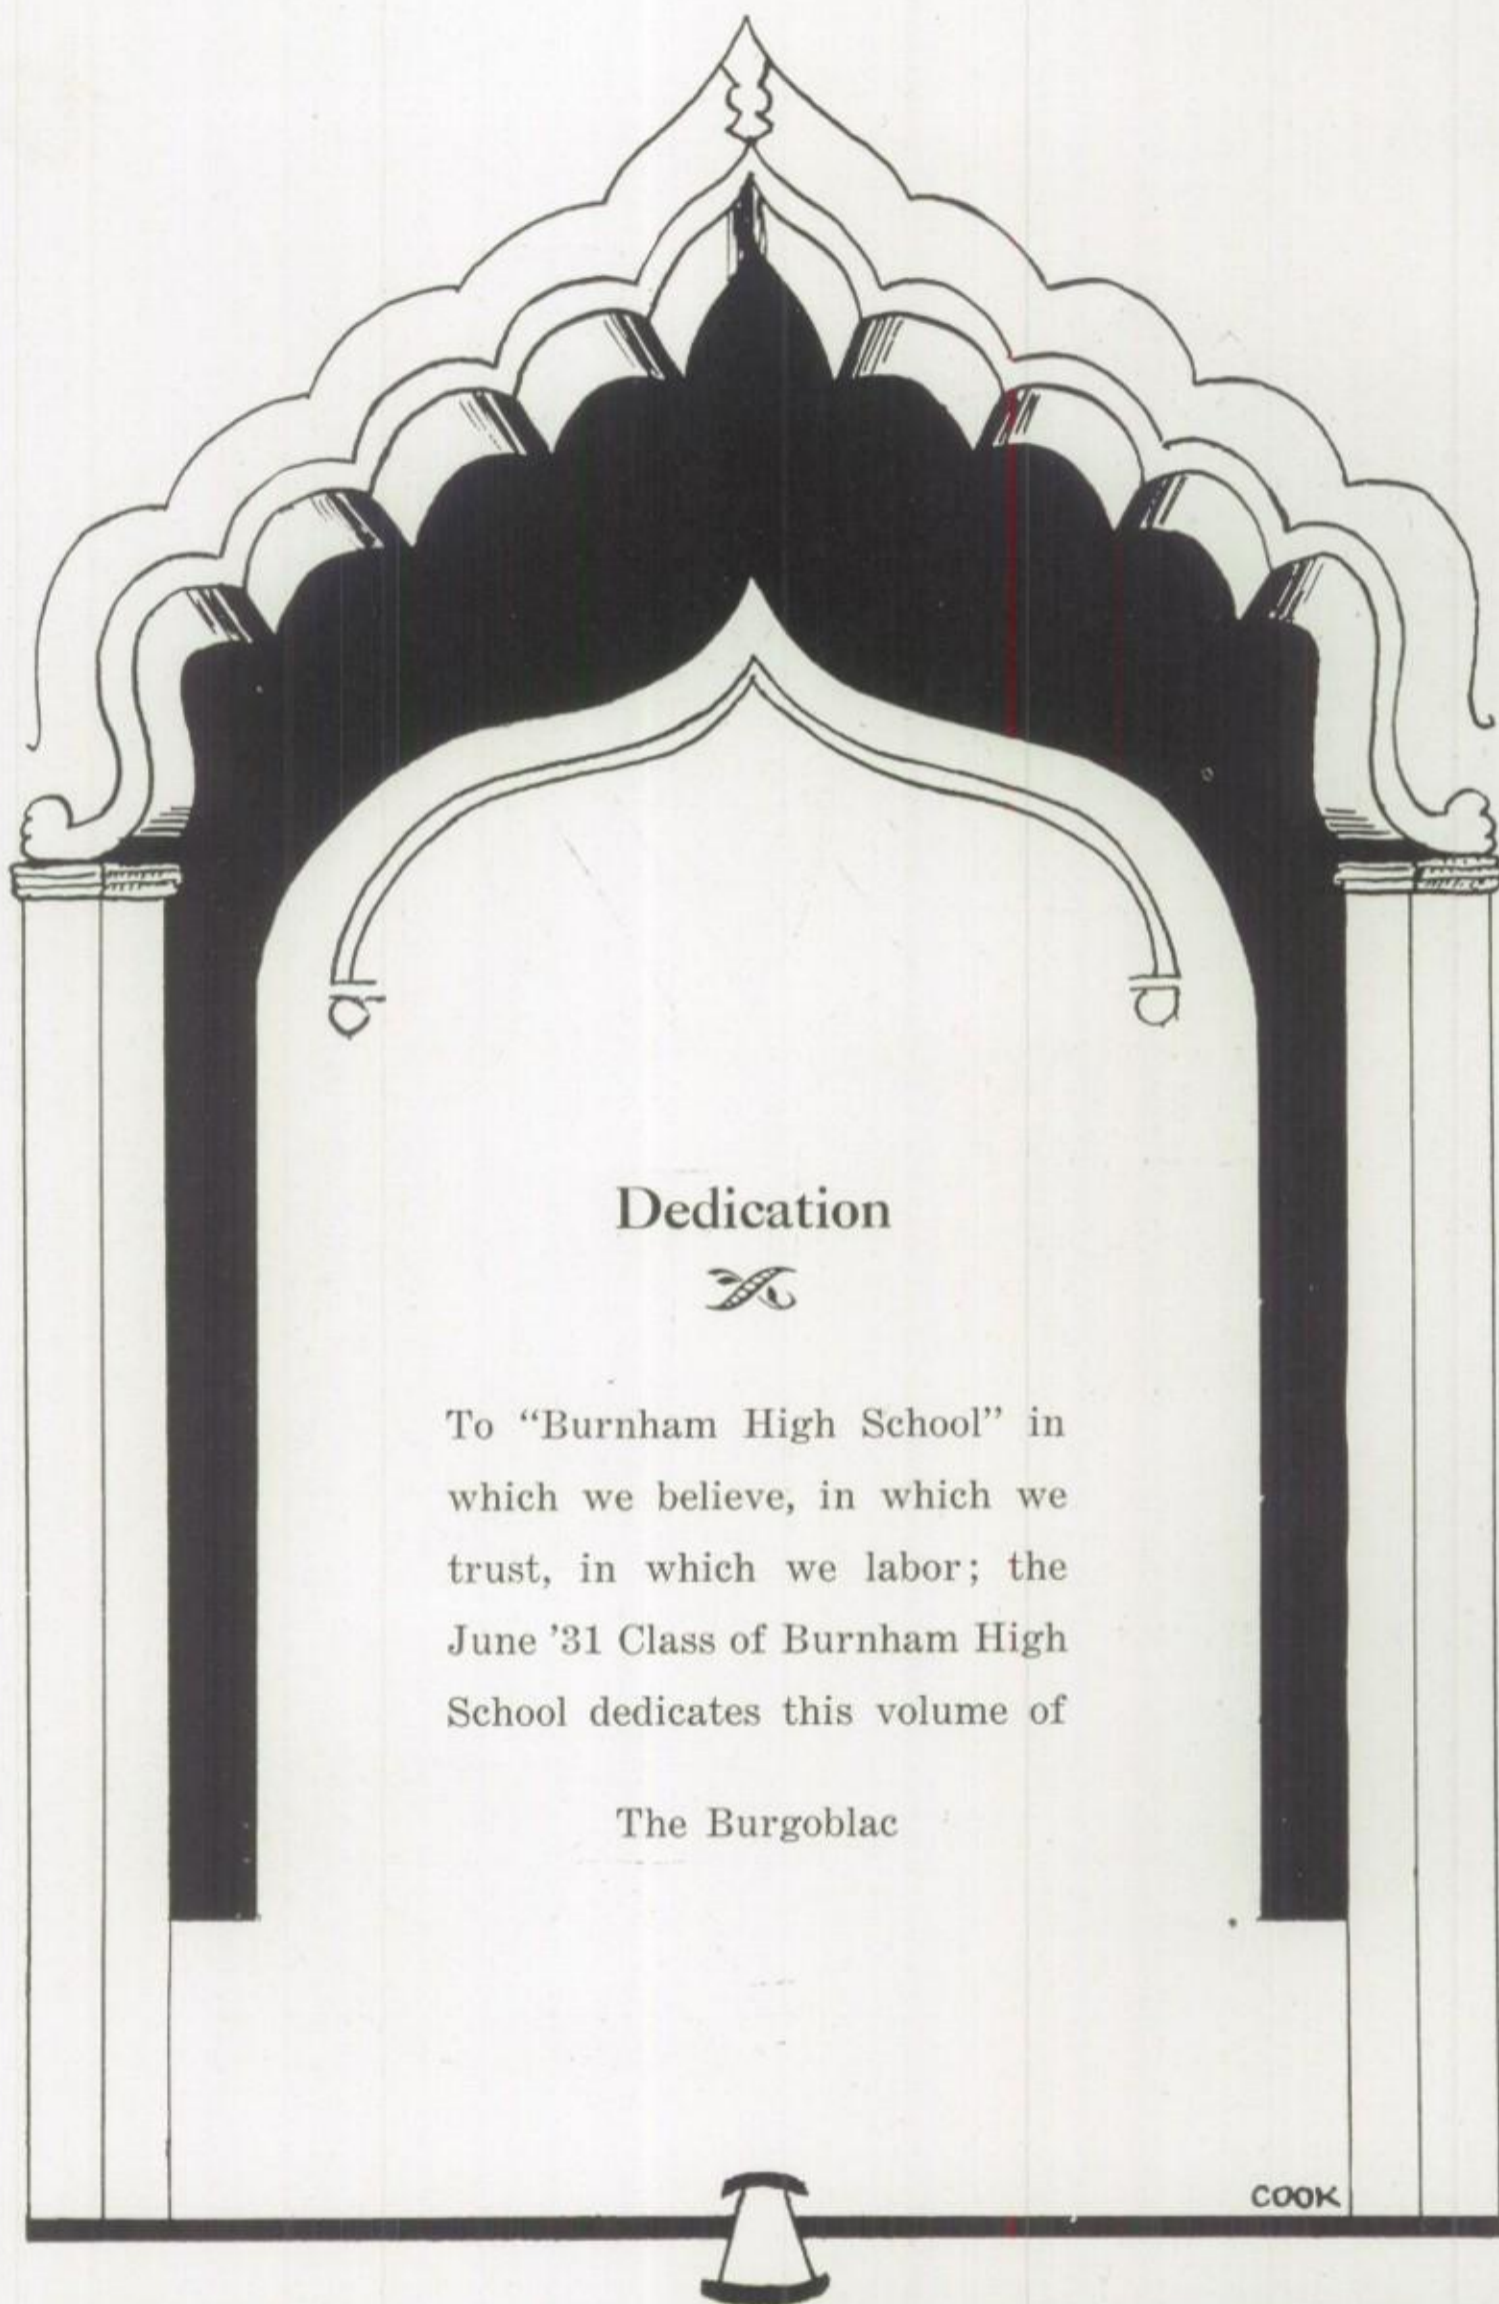 Dedication
To “Burnham High School” in
which we believe, in which we
trust, in which we labor; the
June ’31 Class of Burnham High
School dedicates this volume of
The Burgoblac
COOK